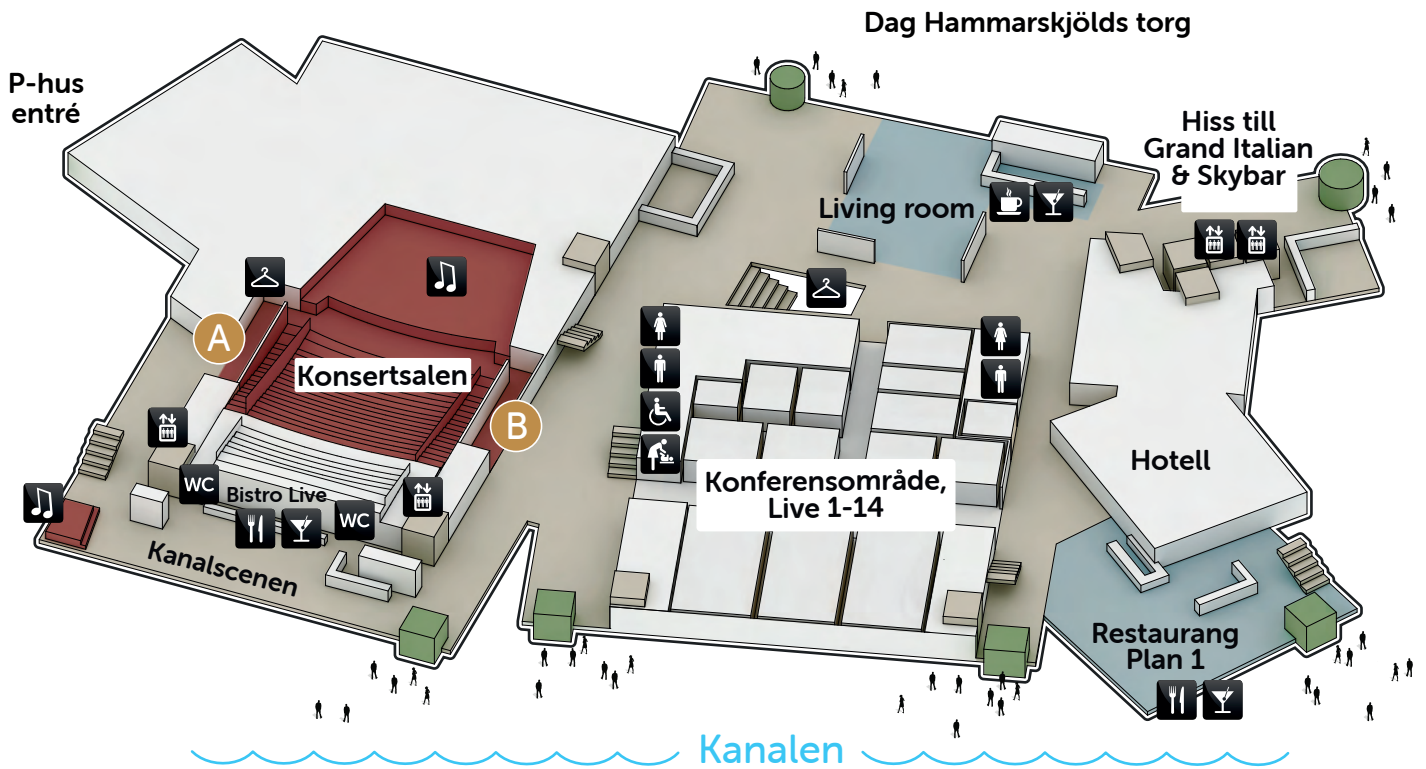 Dag Hammarskjölds torg
P-hus
entré
Hiss till
Grand Italian
& Skybar
Living room
A
Konsertsalen
B
Hotell
Konferensområde,
Live 1-14
WC
Bistro Live
WC
Kanalscenen
Restaurang
Plan 1
Kanalen